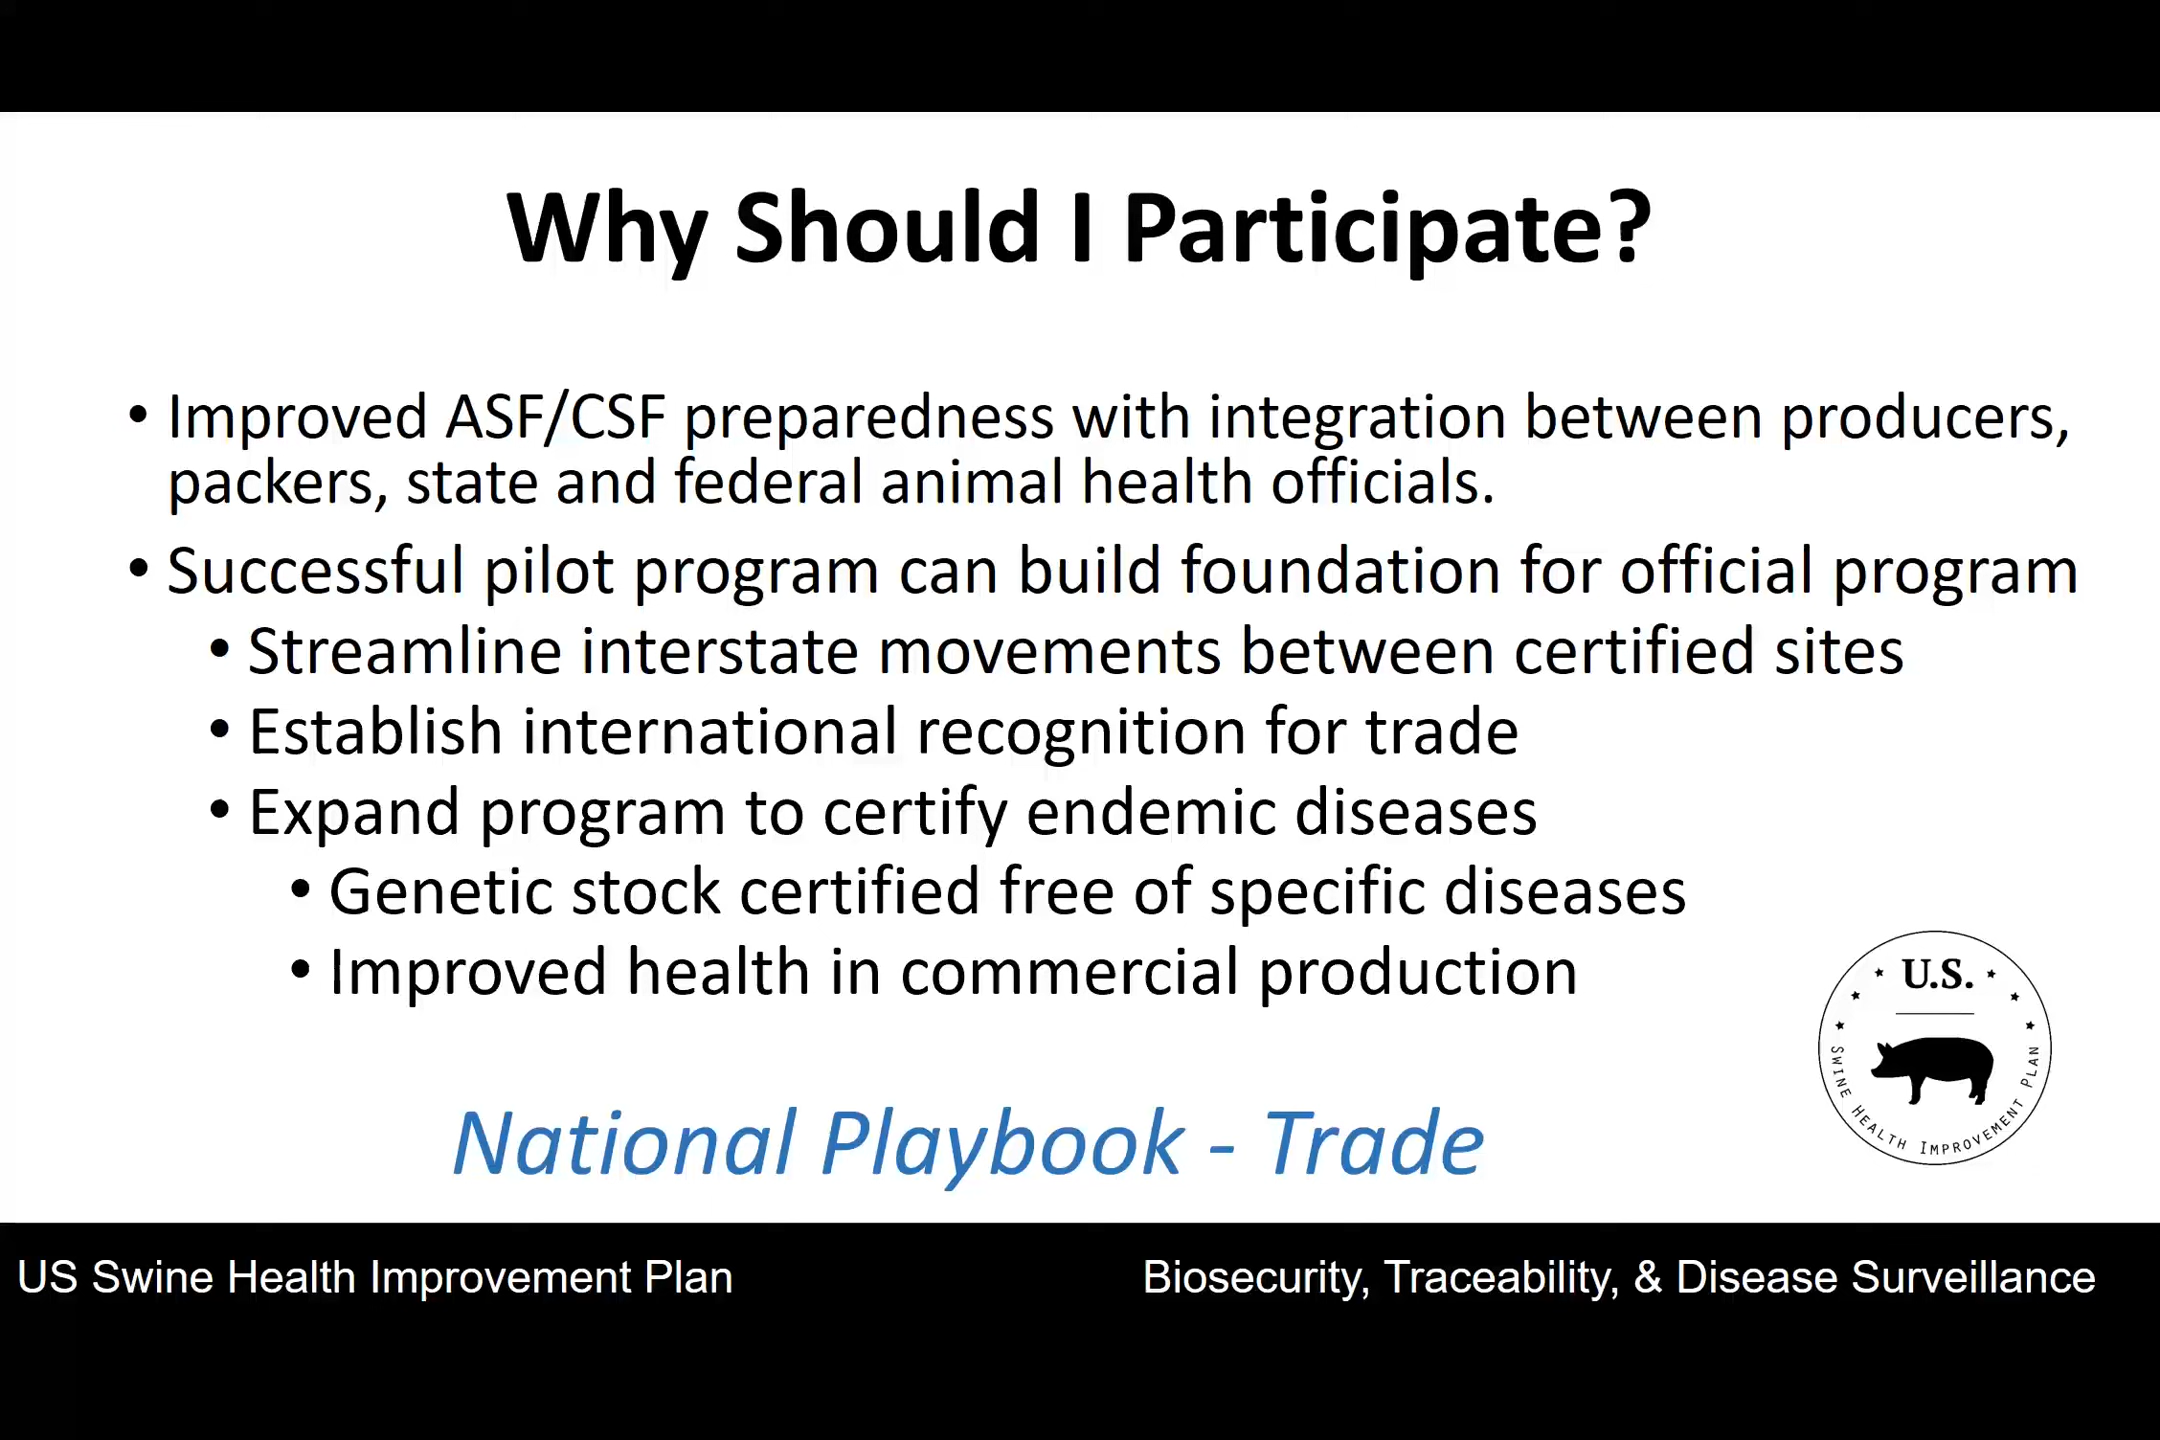 Why Should I Participate?
• Improved ASF/CSF preparedness with integration between producers,
packers, state and federal animal health officials.
• Successful pilot program can build foundation for official program
• Streamline interstate movements between certified sites
• Establish international recognition for trade
• Expand program to certify endemic diseases
• Genetic stock certified free of specific diseases
• Improved health in commercial production
U.S.
SWINE HEALTH IMPROVEMENT PLAN
National Playbook - Trade
US Swine Health Improvement Plan
Biosecurity, Traceability, & Disease Surveillance